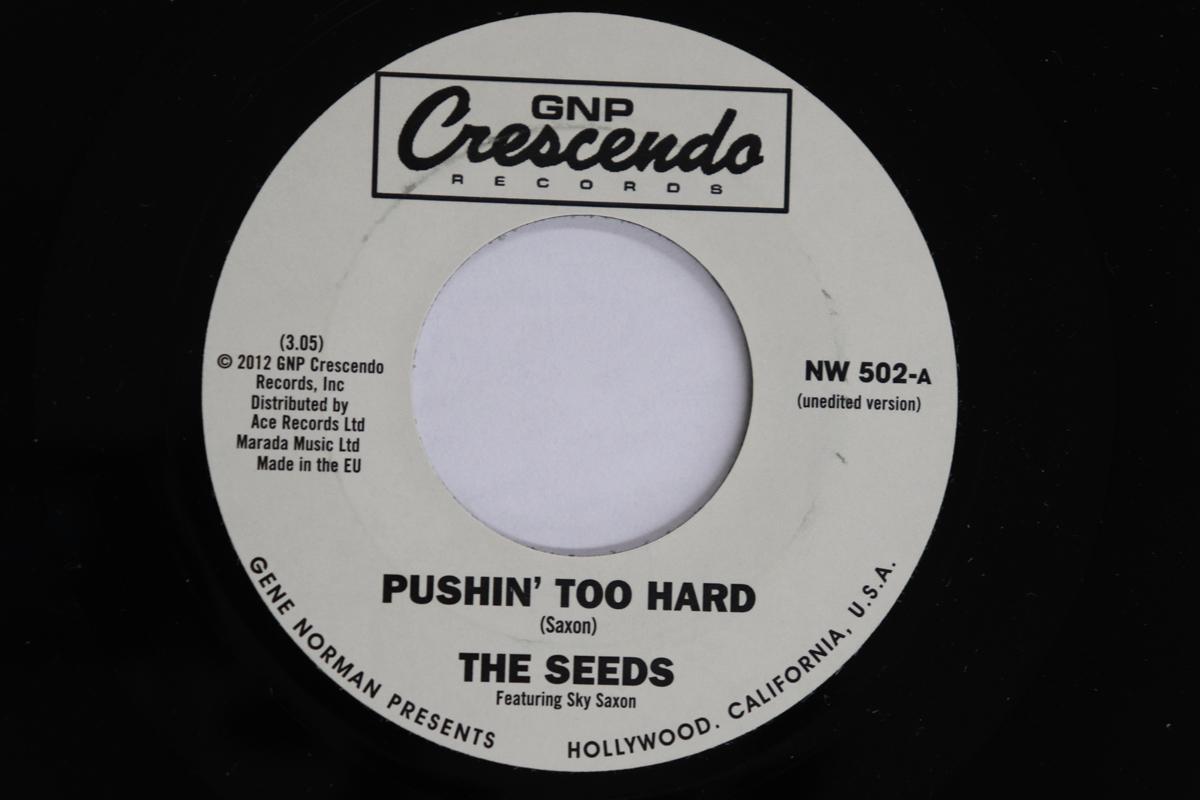 GNP
Crescendo
RECORDS
(3.05)
© 2012 GNP Crescendo
Records, Inc
Distributed by
Ace Records Ltd
Marada Music Ltd
Made in the EU
NW 502-A
(unedited version)
PUSHIN' TOO HARD
(Saxon)
THE SEEDS
Featuring Sky Saxon
GENE NORMAN PRESENTS
HOLLYWOOD. CALIFORNIA, U.S.A.